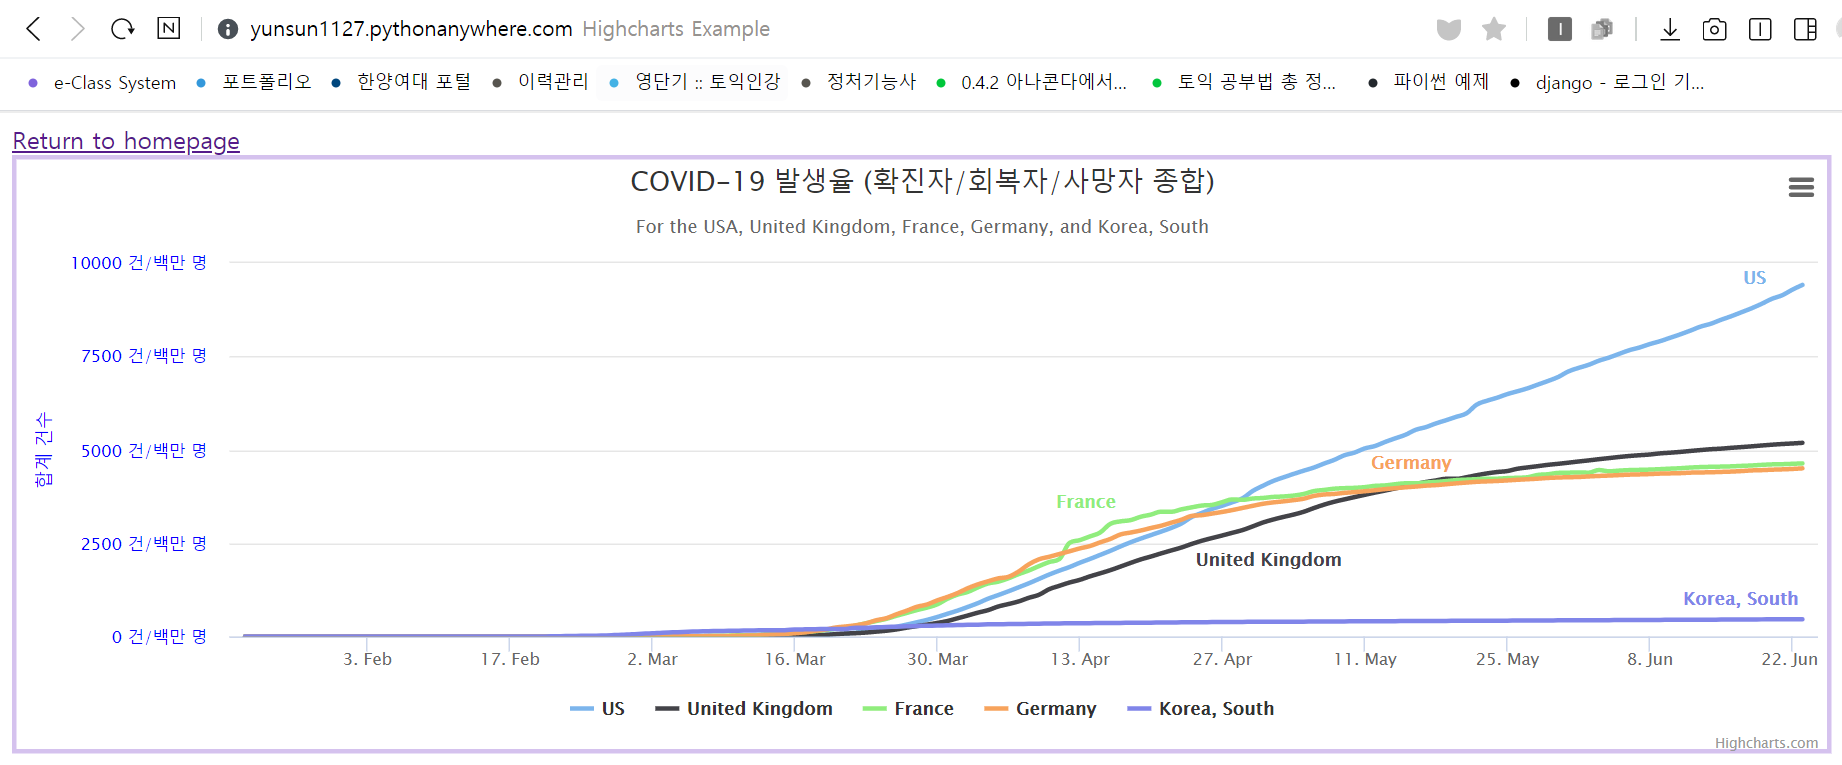 N yunsun1127.pythonanywhere.com Highcharts Example
e-Class System 포트폴리오 한양여대 포털 이력관리 영단기 :: 토익인강 정처기능사 0.4.2 아나콘다에서... 토익 공부법 총 정... 파이썬 예제 django - 로그인 기...
Return to homepage
COVID-19 발생율 (확진자/회복자/사망자 종합)
For the USA, United Kingdom, France, Germany, and Korea, South
합계 건수
10000 건/백만 명
7500 건/백만 명
5000 건/백만 명
2500 건/백만 명
0 건/백만 명
US
Germany
France
United Kingdom
Korea, South
3. Feb 17. Feb 2. Mar 16. Mar 30. Mar 13. Apr 27. Apr 11. May 25. May 8. Jun 22. Jun
US United Kingdom France Germany Korea, South
Highcharts.com